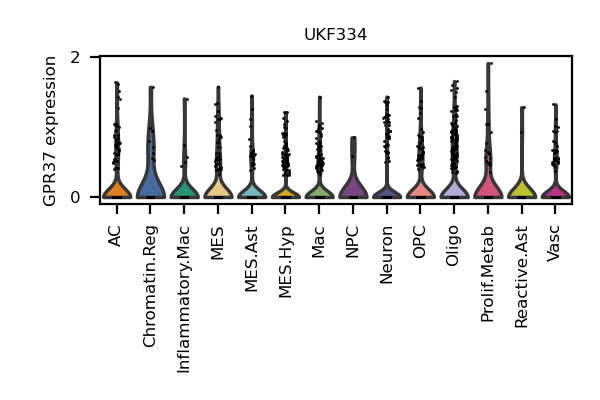 UKF334
GPR37 expression
2
0
AC
Chromatin.Reg
Inflammatory.Mac
MES
MES.Ast
MES.Hyp
Mac
NPC
Neuron
OPC
Oligo
Prolif.Metab
Reactive.Ast
Vasc